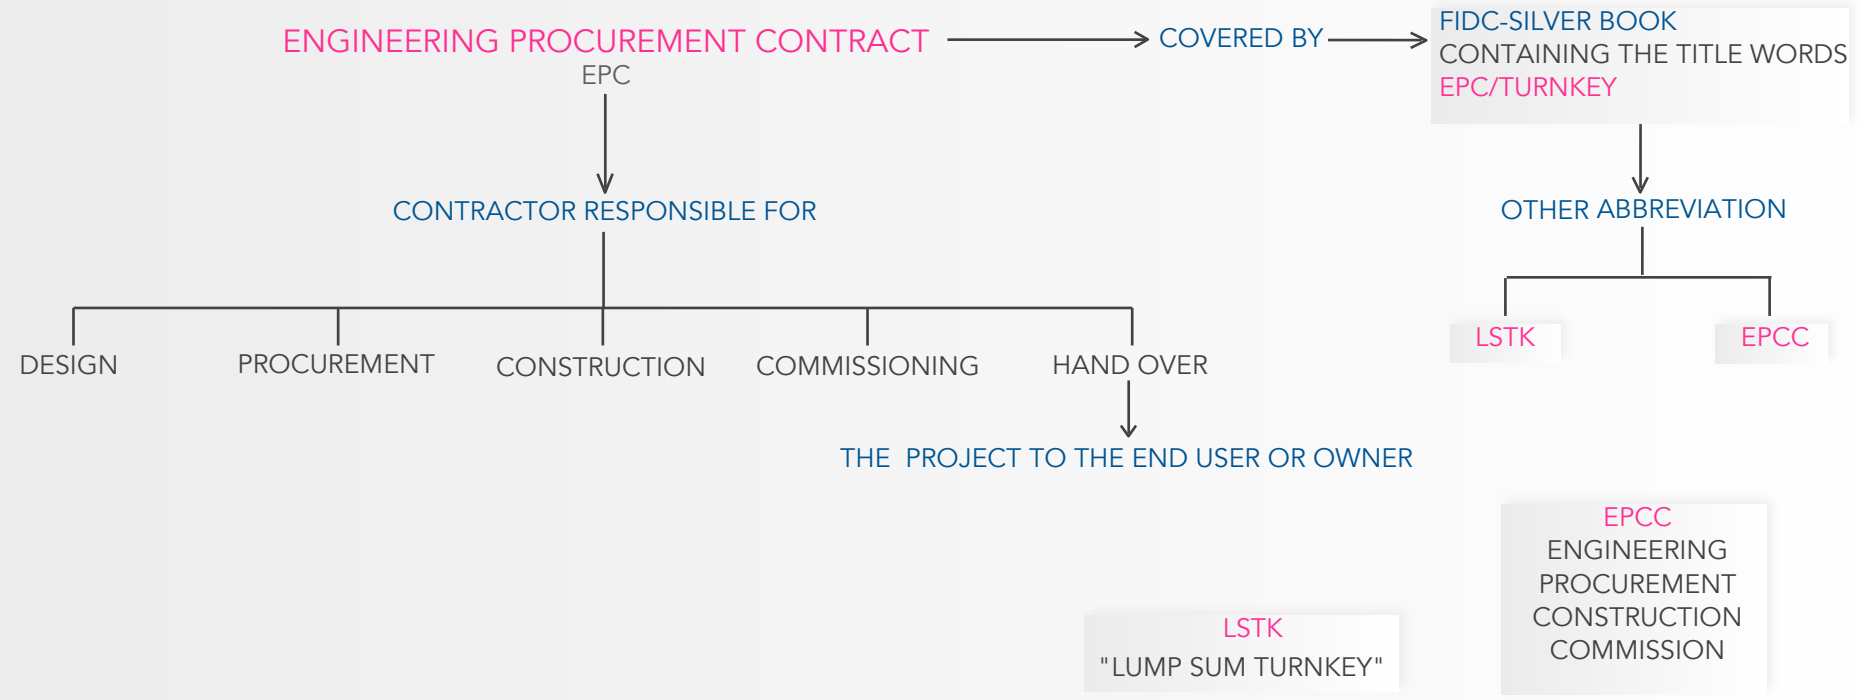 ENGINEERING PROCUREMENT CONTRACT
EPC
COVERED BY
FIDC-SILVER BOOK
CONTAINING THE TITLE WORDS
EPC/TURNKEY
CONTRACTOR RESPONSIBLE FOR
OTHER ABBREVIATION
DESIGN
PROCUREMENT
CONSTRUCTION
COMMISSIONING
HAND OVER
LSTK
EPCC
THE PROJECT TO THE END USER OR OWNER
LSTK
"LUMP SUM TURNKEY"
EPCC
ENGINEERING
PROCUREMENT
CONSTRUCTION
COMMISSION